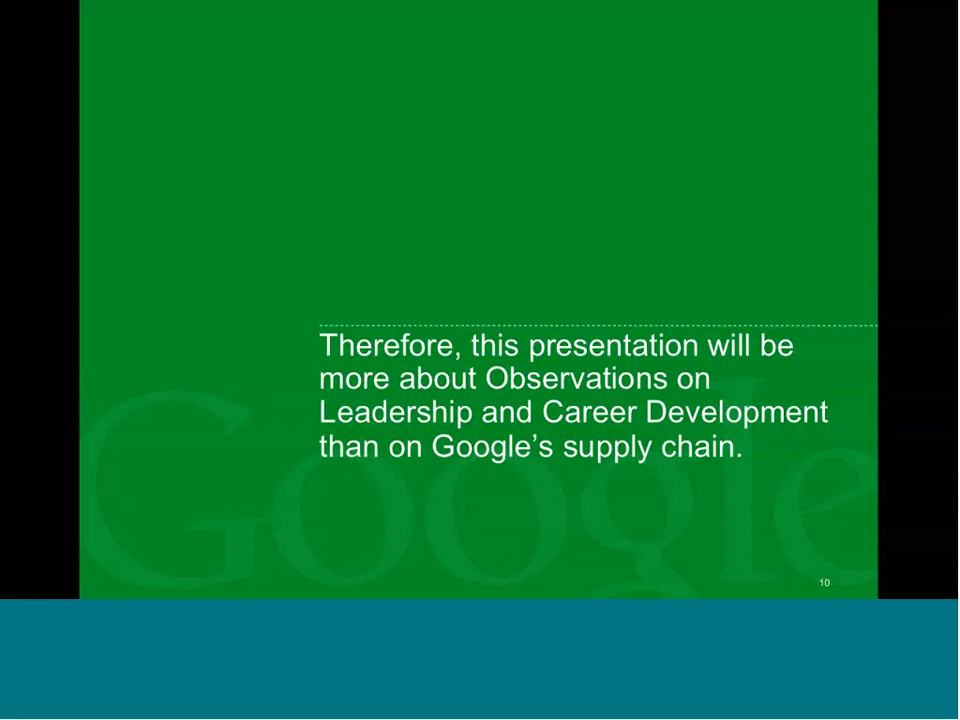 Therefore, this presentation will be
more about Observations on
Leadership and Career Development
than on Google’s supply chain.
Google
10